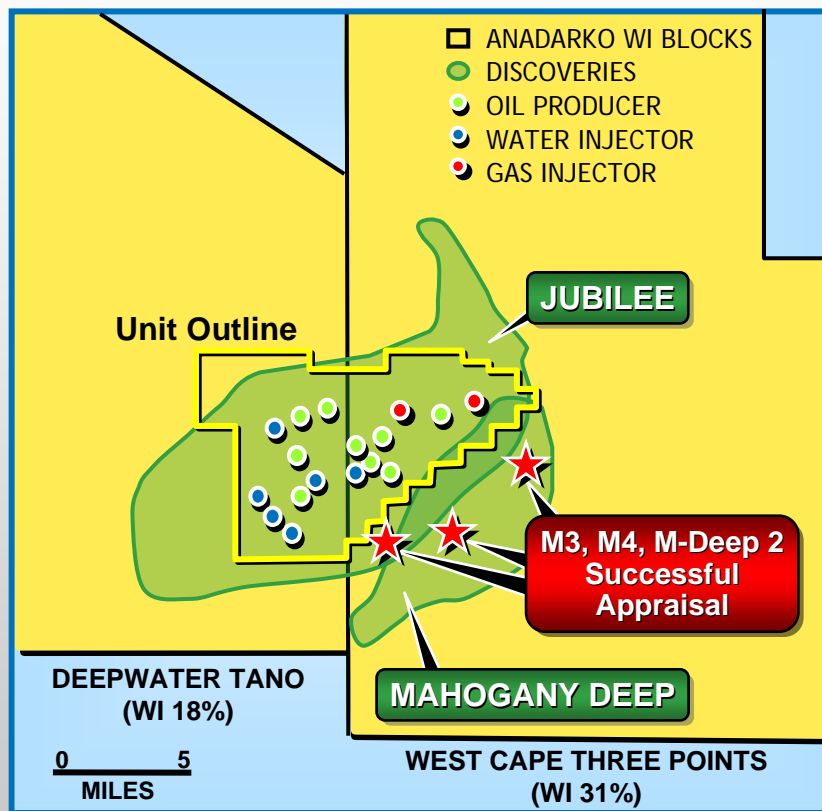 ANADARKO WI BLOCKS
DISCOVERIES
OIL PRODUCER
WATER INJECTOR
GAS INJECTOR
JUBILEE
Unit Outline
M3, M4, M-Deep 2
Successful
Appraisal
MAHOGANY DEEP
DEEPWATER TANO
(WI 18%)
0 5
MILES
WEST CAPE THREE POINTS
(WI 31%)